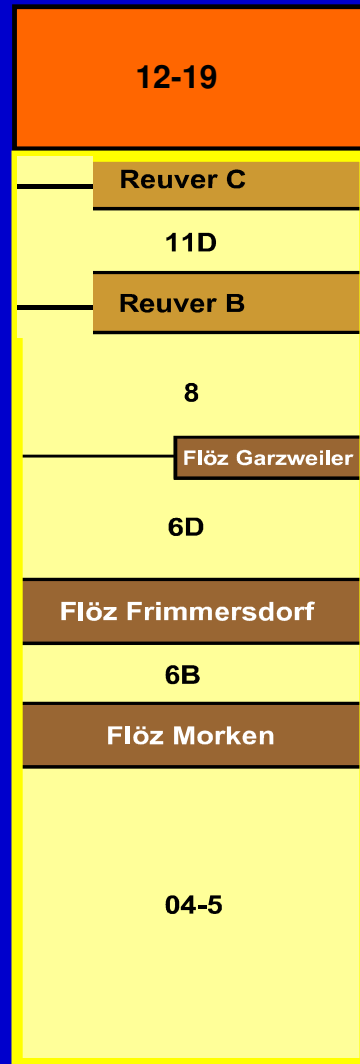 12-19
Reuver C
11D
Reuver B
8
Flöz Garzweiler
6D
Flöz Frimmersdorf
6B
Flöz Morken
04-5